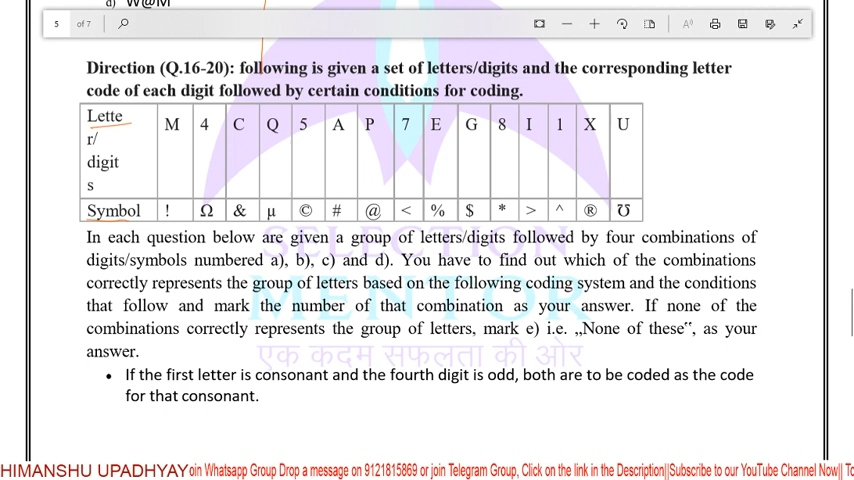 d) W@M
5 of 7
Direction (Q.16-20): following is given a set of letters/digits and the corresponding letter
code of each digit followed by certain conditions for coding.
Lette
r/
digit
s
M 4 C Q 5 A P 7 E G 8 I 1 X U
Symbol ! Ω & μ © # @ < % $ * > ^ ® ℧
In each question below are given a group of letters/digits followed by four combinations of
digits/symbols numbered a), b), c) and d). You have to find out which of the combinations
correctly represents the group of letters based on the following coding system and the conditions
that follow and mark the number of that combination as your answer. If none of the
combinations correctly represents the group of letters, mark e) i.e. „None of these‟, as your
answer.
SELECTION
MENTOR
एक कदम सफलता की ओर
• If the first letter is consonant and the fourth digit is odd, both are to be coded as the code
for that consonant.
HIMANSHU UPADHYAY oin Whatsapp Group Drop a message on 9121815869 or join Telegram Group, Click on the link in the Description||Subscribe to our YouTube Channel Now|| To